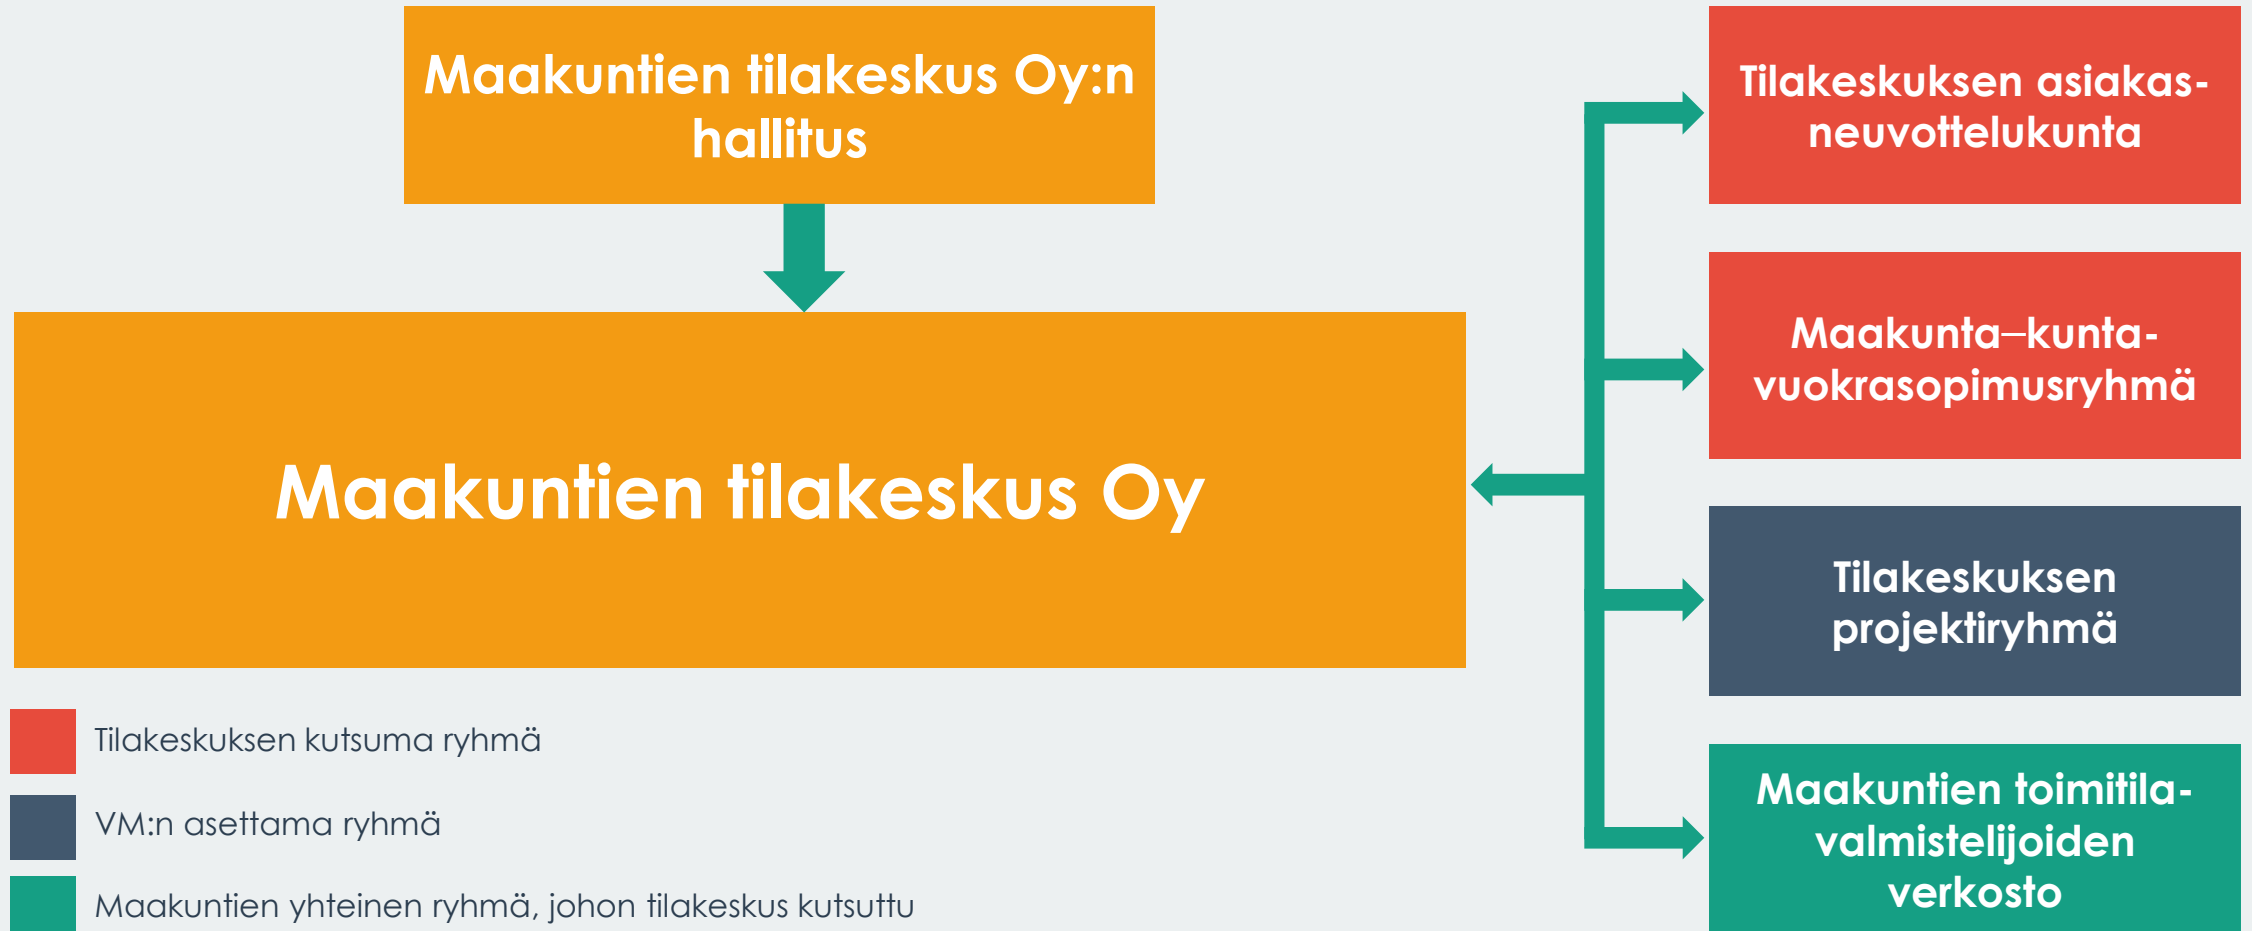 Maakuntien tilakeskus Oy:n
hallitus
Maakuntien tilakeskus Oy
Tilakeskuksen asiakas-
neuvottelukunta
Maakunta–kunta-
vuokrasopimusryhmä
Tilakeskuksen
projektiryhmä
Maakuntien toimitila-
valmistelijoiden
verkosto
Tilakeskuksen kutsuma ryhmä
VM:n asettama ryhmä
Maakuntien yhteinen ryhmä, johon tilakeskus kutsuttu